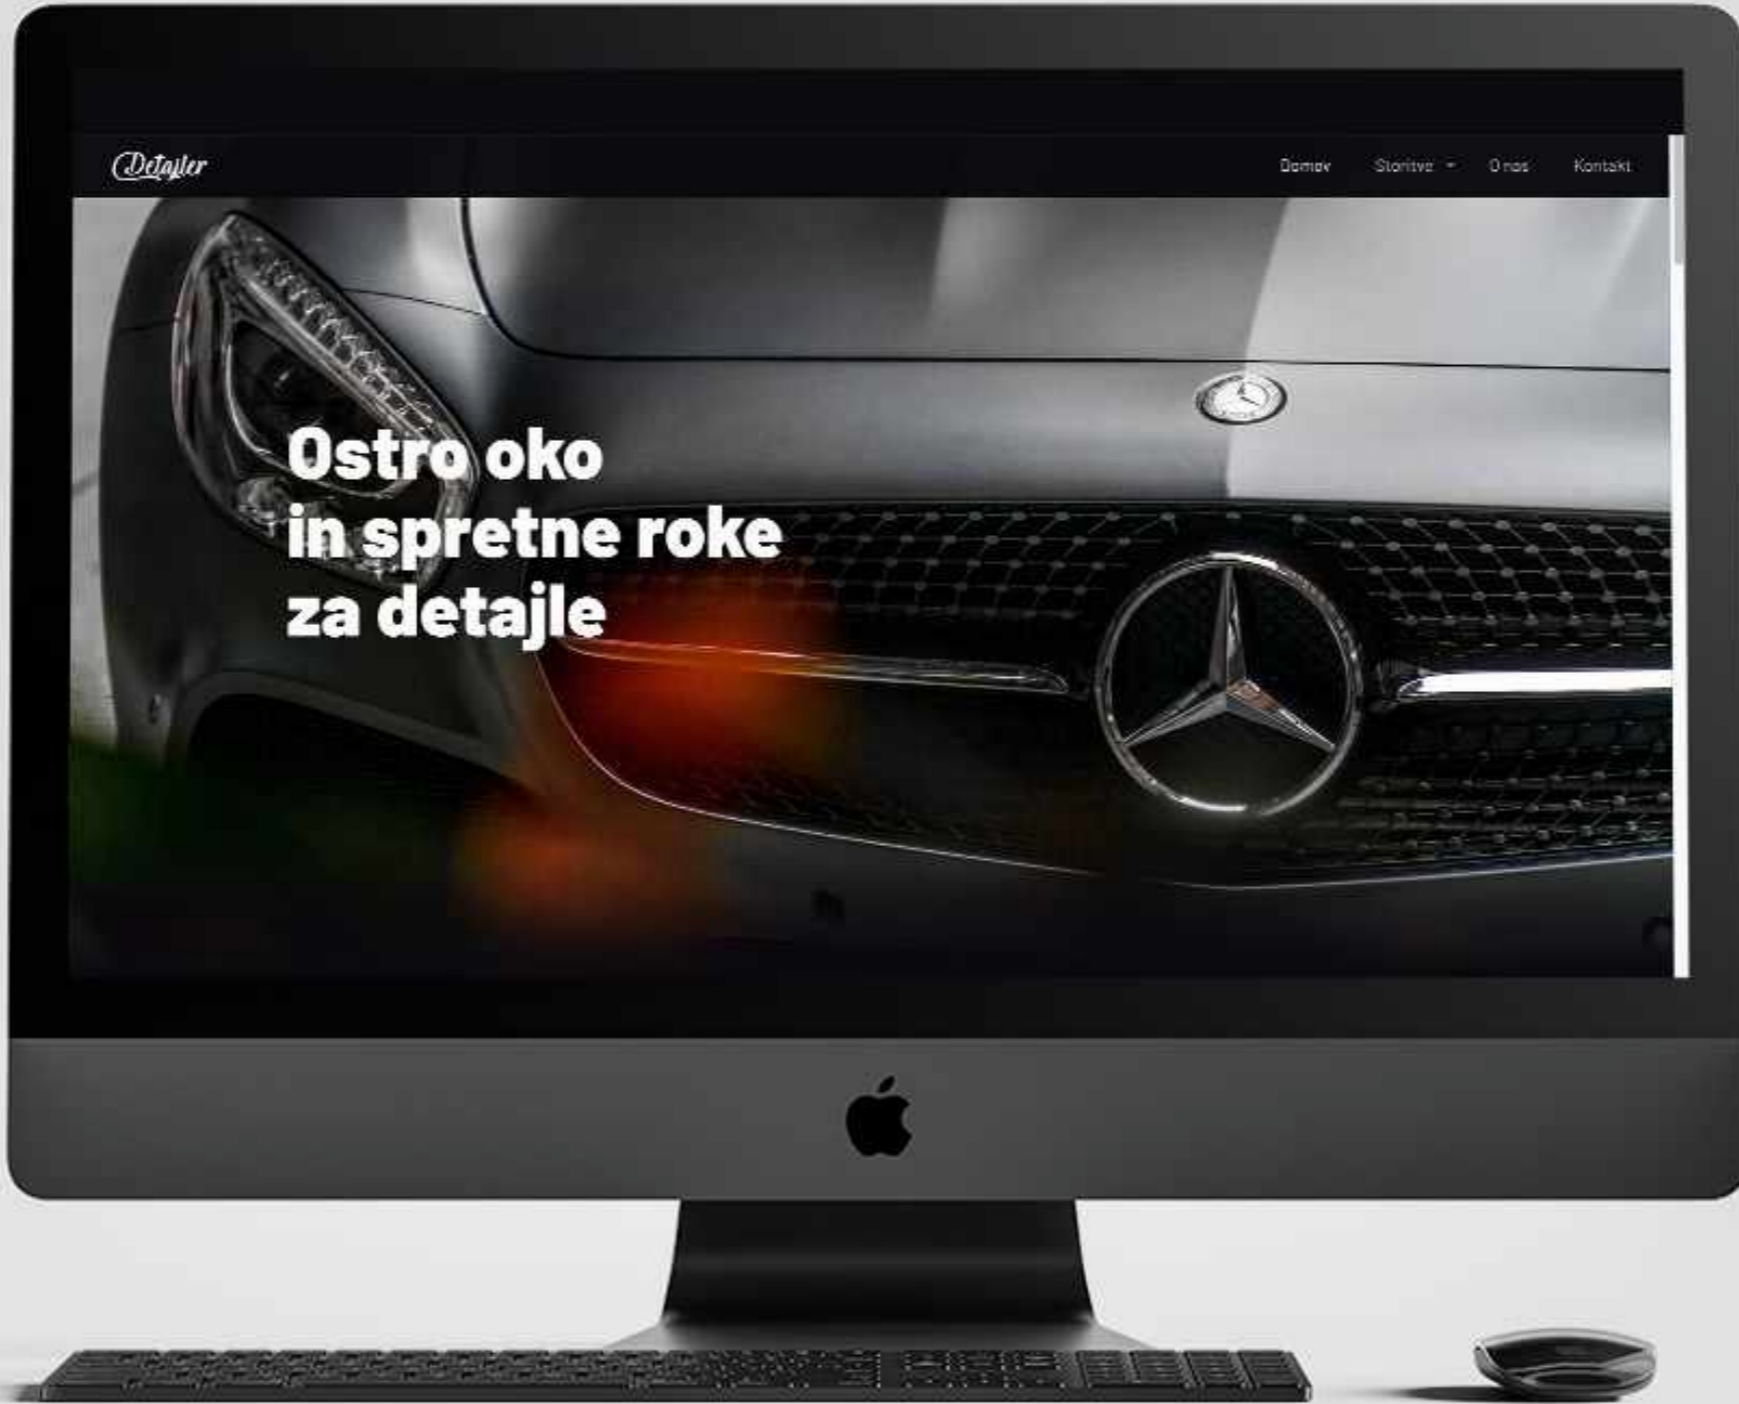 Detajler
Domov Storitve O nas Kontakt
Ostro oko
in spretne roke
za detajle